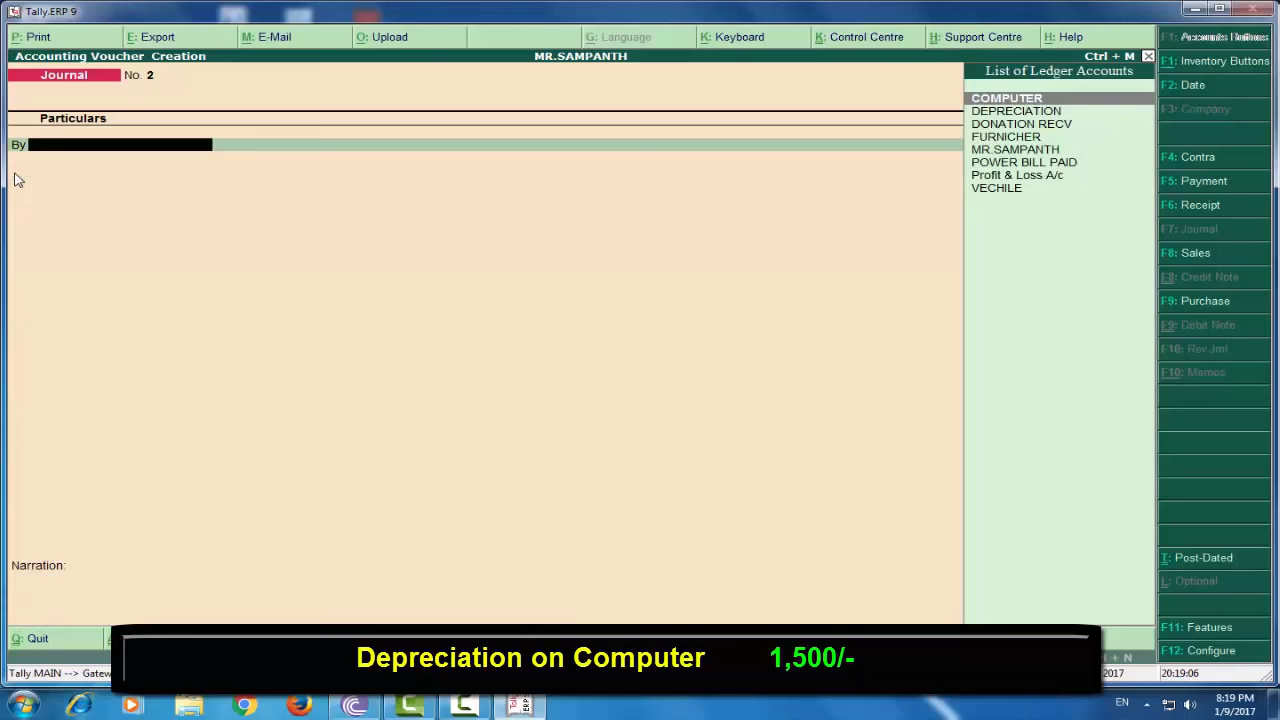 Tally.ERP 9
P: Print
E: Export
M: E-Mail
O: Upload
G: Language
K: Keyboard
K: Control Centre
H: Support Centre
H: Help
Accounting Voucher Creation
MR.SAMPANTH
Ctrl + M
Journal No. 2
Particulars
By
Narration:
List of Ledger Accounts
COMPUTER
DEPRECIATION
DONATION RECV
FURNICHER
MR.SAMPANTH
POWER BILL PAID
Profit & Loss A/c
VECHILE
F1: Inventory Buttons
F2: Date
F3: Company
F4: Contra
F5: Payment
F6: Receipt
F7: Journal
F8: Sales
F8: Credit Note
F9: Purchase
F9: Debit Note
F10: Rev Jrnl
F10: Memos
T: Post-Dated
L: Optional
F11: Features
F12: Configure
Q: Quit
Depreciation on Computer 1,500/-
Tally MAIN --> Gatew
2017
20:19:06
EN
8:19 PM
1/9/2017